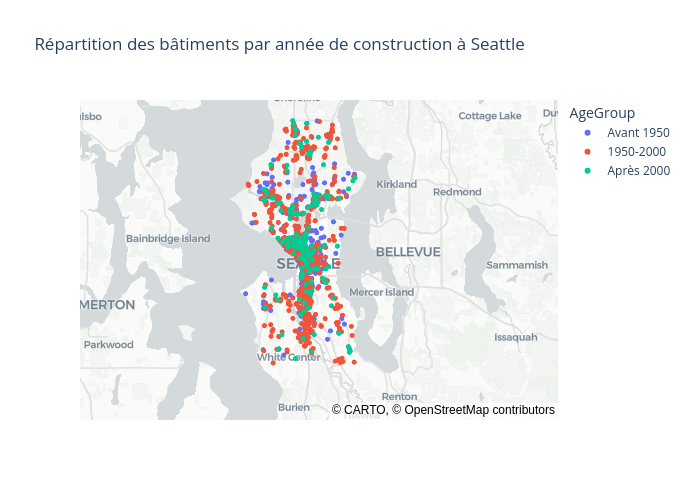 Répartition des bâtiments par année de construction à Seattle
AgeGroup
Avant 1950
1950-2000
Après 2000
Cottage Lake
Kirkland
Redmond
Bainbridge Island
BELLEVUE
Sammamish
Mercer Island
MERTON
Parkwood
Issaquah
White Center
Renton
Burien
© CARTO, © OpenStreetMap contributors